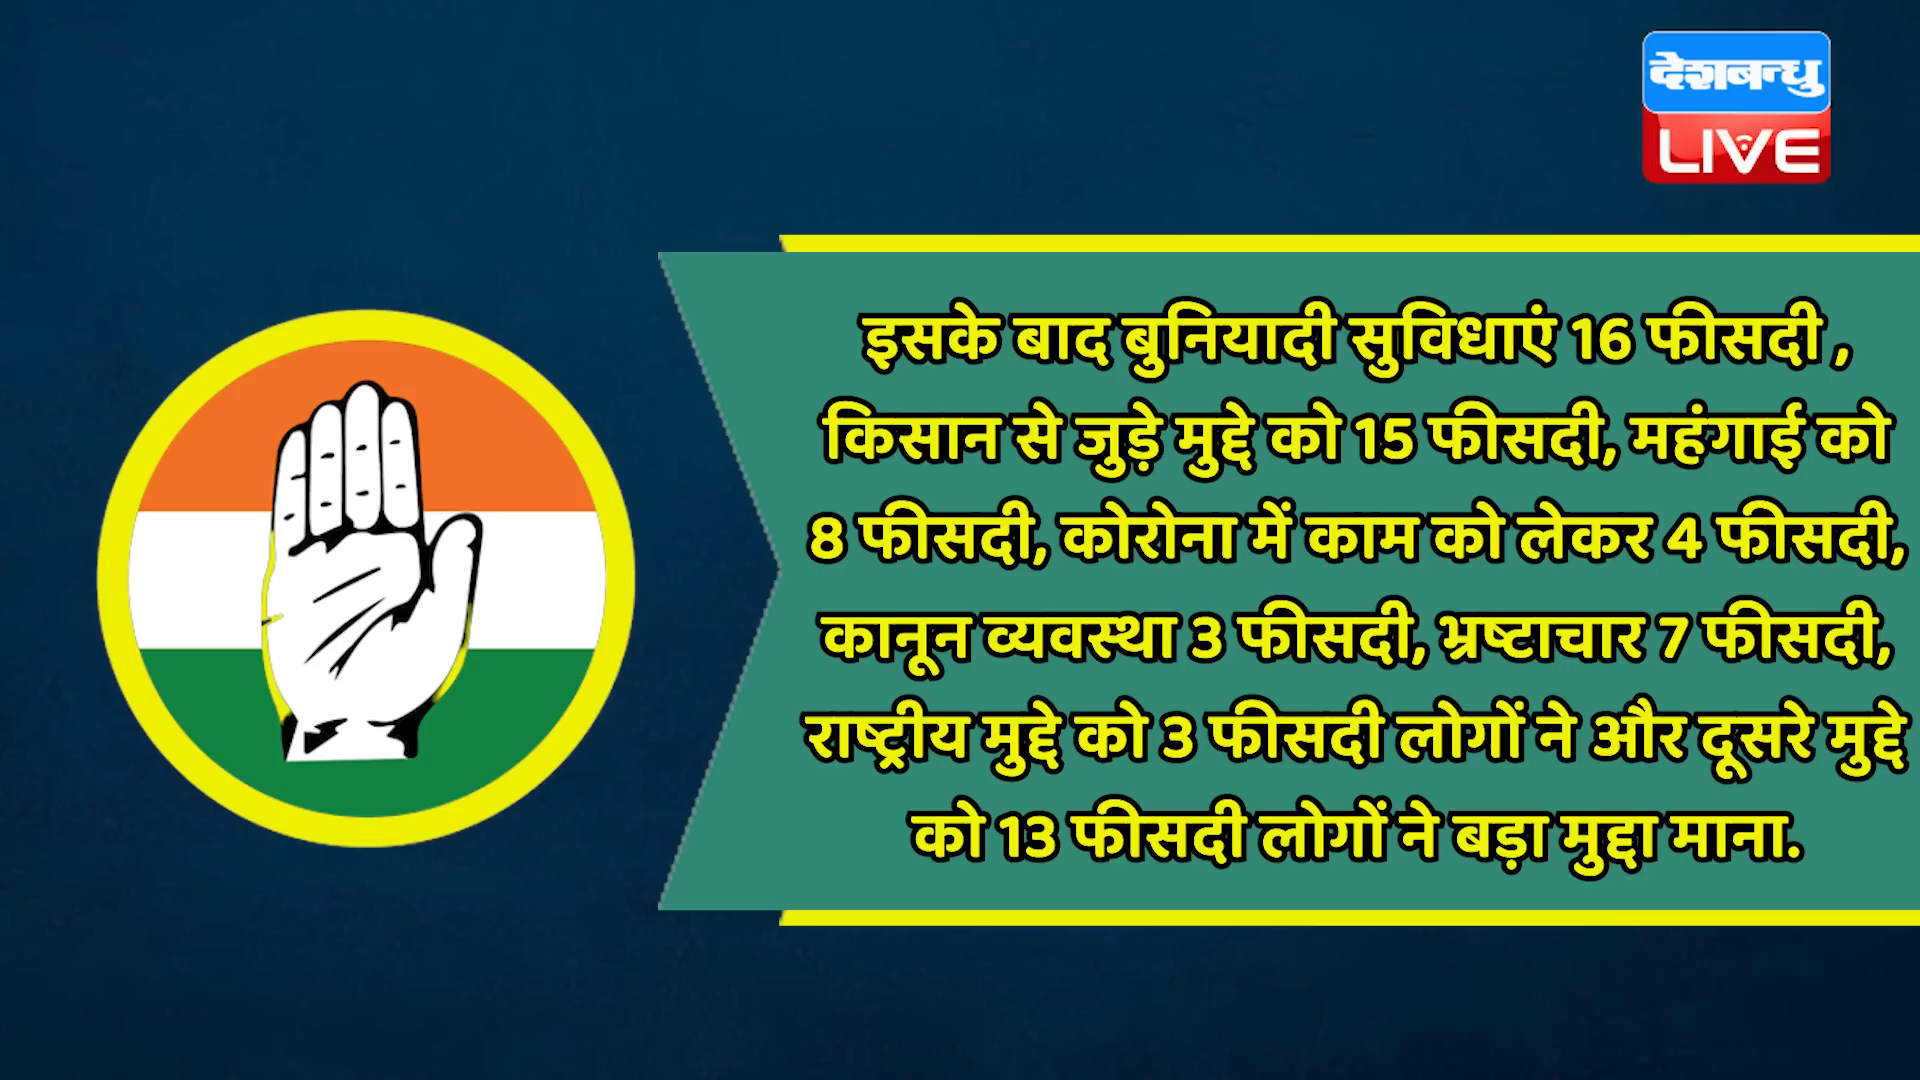 देशबन्धु
LIVE
इसके बाद बुनियादी सुविधाएं 16 फीसदी ,
किसान से जुड़े मुद्दे को 15 फीसदी, महंगाई को
8 फीसदी, कोरोना में काम को लेकर 4 फीसदी,
कानून व्यवस्था 3 फीसदी, भ्रष्टाचार 7 फीसदी,
राष्ट्रीय मुद्दे को 3 फीसदी लोगों ने और दूसरे मुद्दे
को 13 फीसदी लोगों ने बड़ा मुद्दा माना.